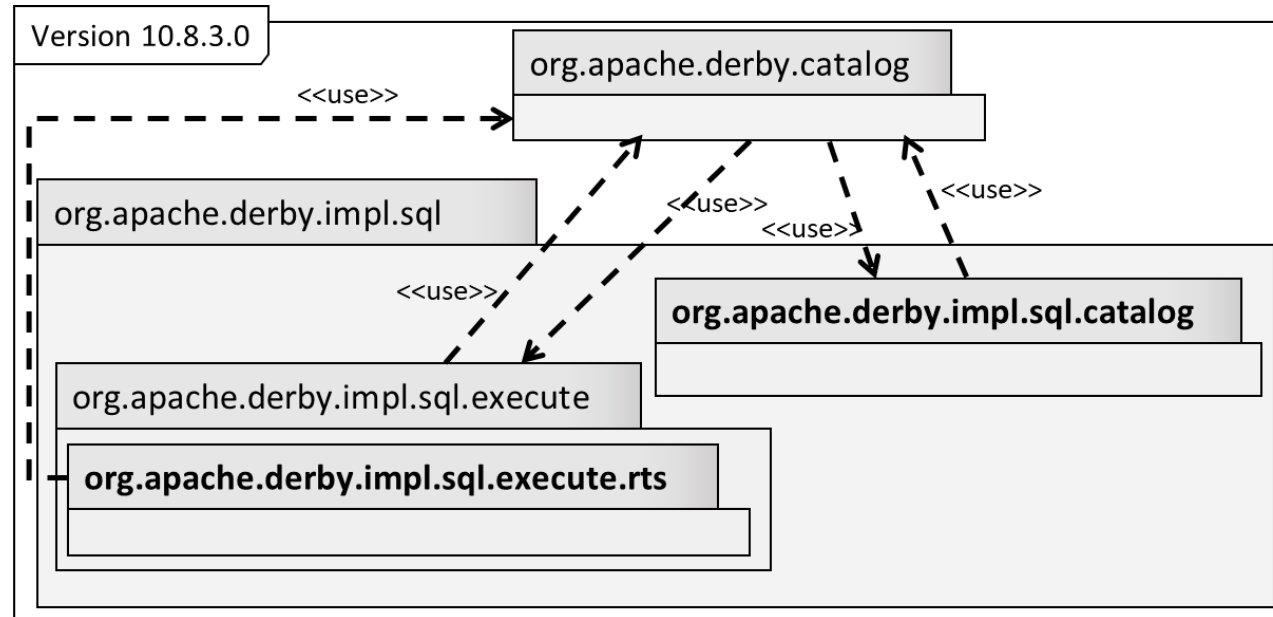 Version 10.8.3.0
org.apache.derby.catalog
<<use>>
org.apache.derby.impl.sql
<<use>>
<<use>>
<<use>>
<<use>>
org.apache.derby.impl.sql.catalog
org.apache.derby.impl.sql.execute
org.apache.derby.impl.sql.execute.rts